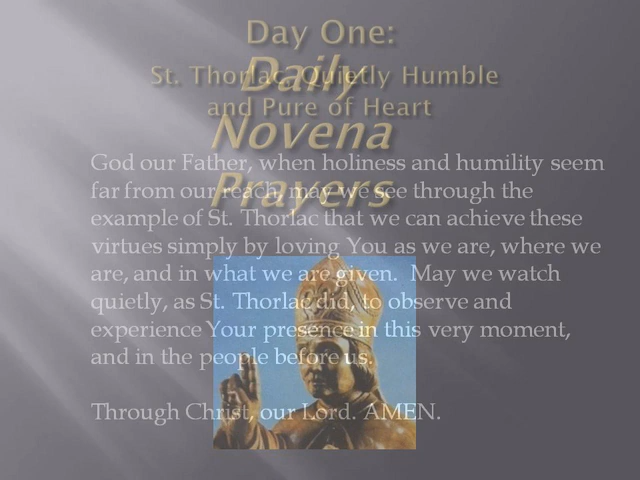 Day One:
St. Thorlac, Quietly Humble
and Pure of Heart
Daily
Novena
Prayers
God our Father, when holiness and humility seem
far from our reach, may we see through the
example of St. Thorlac that we can achieve these
virtues simply by loving You as we are, where we
are, and in what we are given.  May we watch
quietly, as St. Thorlac did, to observe and
experience Your presence in this very moment,
and in the people before us.
Through Christ, our Lord. AMEN.